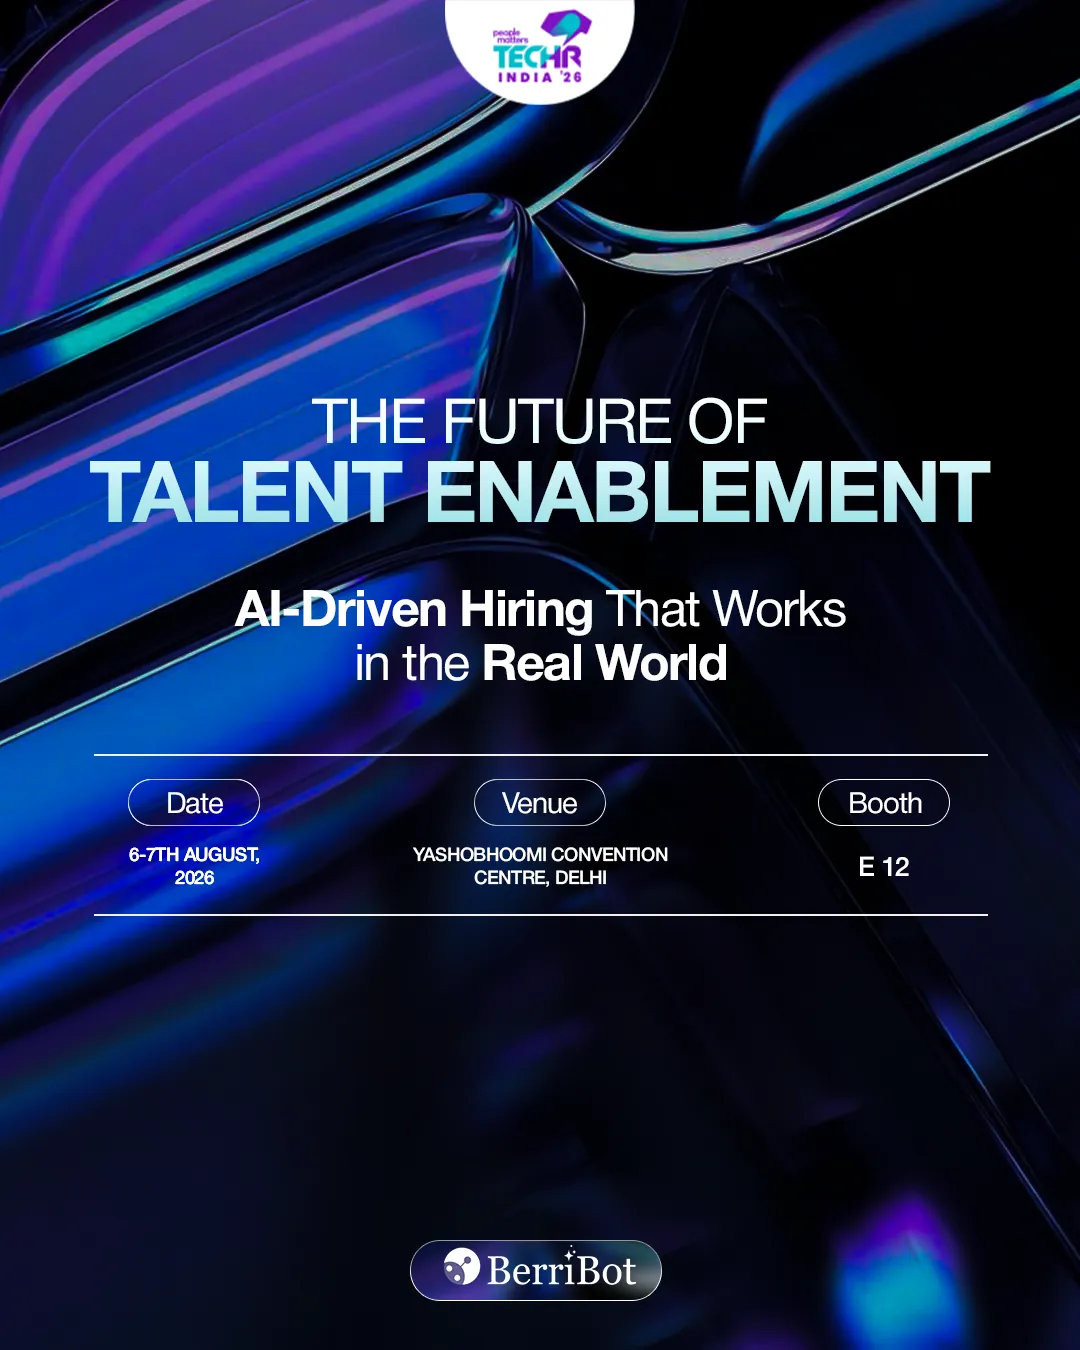 people
matters
TECHR
INDIA '26
THE FUTURE OF
TALENT ENABLEMENT
AI-Driven Hiring That Works
in the Real World
Date
6-7TH AUGUST,
2026
Venue
YASHOBHOOMI CONVENTION
CENTRE, DELHI
Booth
E 12
BerriBot